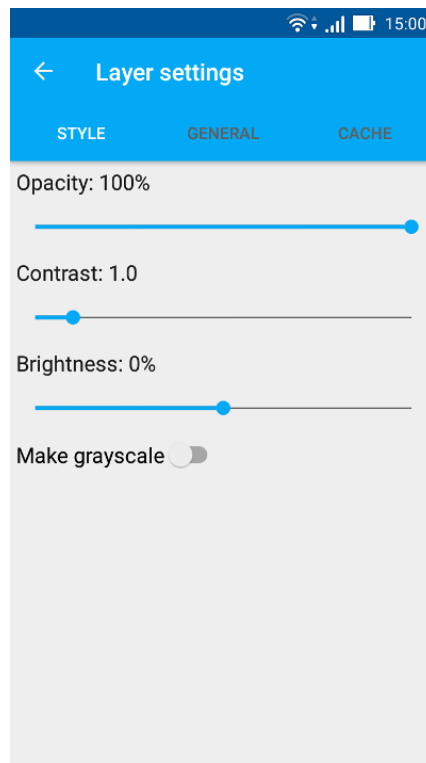 15:00
Layer settings
STYLE GENERAL CACHE
Opacity: 100%
Contrast: 1.0
Brightness: 0%
Make grayscale